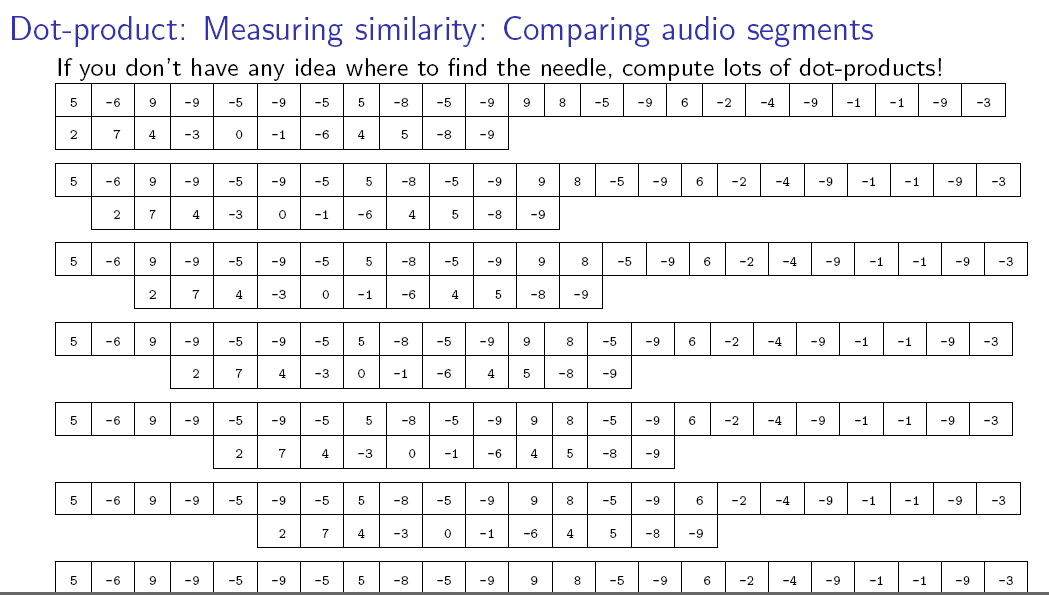 Dot-product: Measuring similarity: Comparing audio segments
If you don't have any idea where to find the needle, compute lots of dot-products!
5 -6 9 -9 -5 -9 -5 5 -8 -5 -9 9 8 -5 -9 6 -2 -4 -9 -1 -1 -9 -3
2 7 4 -3 0 -1 -6 4 5 -8 -9
5 -6 9 -9 -5 -9 -5 5 -8 -5 -9 9 8 -5 -9 6 -2 -4 -9 -1 -1 -9 -3
2 7 4 -3 0 -1 -6 4 5 -8 -9
5 -6 9 -9 -5 -9 -5 5 -8 -5 -9 9 8 -5 -9 6 -2 -4 -9 -1 -1 -9 -3
2 7 4 -3 0 -1 -6 4 5 -8 -9
5 -6 9 -9 -5 -9 -5 5 -8 -5 -9 9 8 -5 -9 6 -2 -4 -9 -1 -1 -9 -3
2 7 4 -3 0 -1 -6 4 5 -8 -9
5 -6 9 -9 -5 -9 -5 5 -8 -5 -9 9 8 -5 -9 6 -2 -4 -9 -1 -1 -9 -3
2 7 4 -3 0 -1 -6 4 5 -8 -9
5 -6 9 -9 -5 -9 -5 5 -8 -5 -9 9 8 -5 -9 6 -2 -4 -9 -1 -1 -9 -3
2 7 4 -3 0 -1 -6 4 5 -8 -9
5 -6 9 -9 -5 -9 -5 5 -8 -5 -9 9 8 -5 -9 6 -2 -4 -9 -1 -1 -9 -3